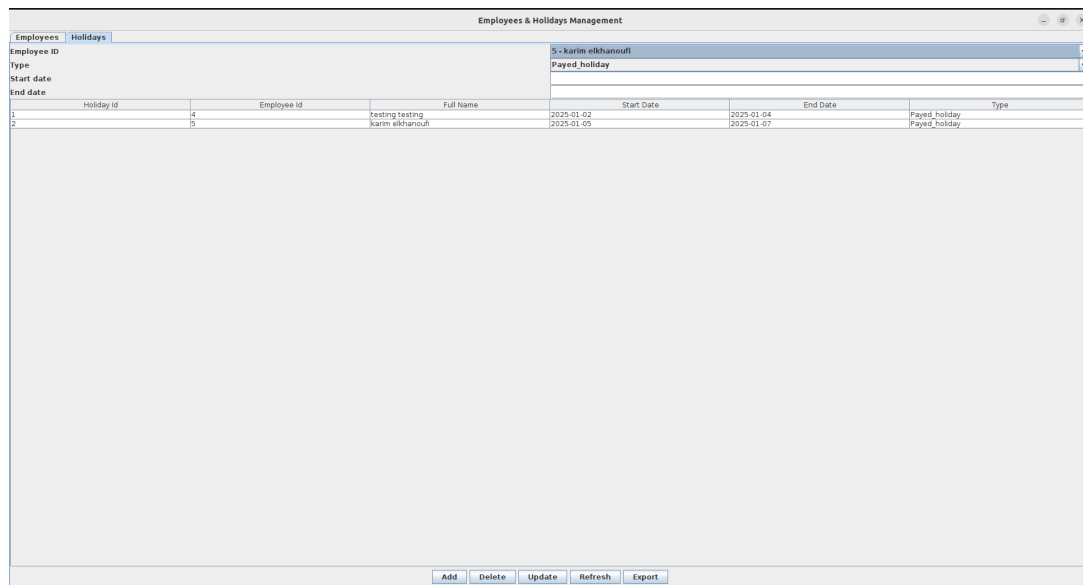 Employees & Holidays Management
Employees Holidays
Employee ID 5 - karim elkhanoufi
Type Payed_holiday
Start date
End date
Holiday Id Employee Id Full Name Start Date End Date Type
1 4 testing testing 2025-01-02 2025-01-04 Payed_holiday
2 5 karim elkhanoufi 2025-01-05 2025-01-07 Payed_holiday
Add Delete Update Refresh Export